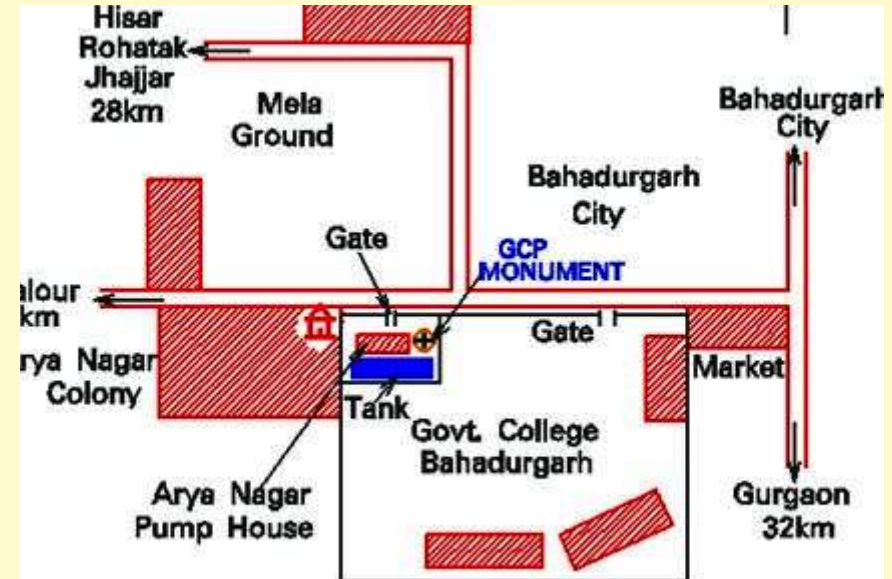 Hisar
Rohatak
Jhajjar
28km
Mela
Ground
Bahadurgarh
City
Bahadurgarh
City
Gate
GCP
MONUMENT
alour
km
Gate
rya Nagar
Colony
Market
Tank
Govt. College
Bahadurgarh
Arya Nagar
Pump House
Gurgaon
32km